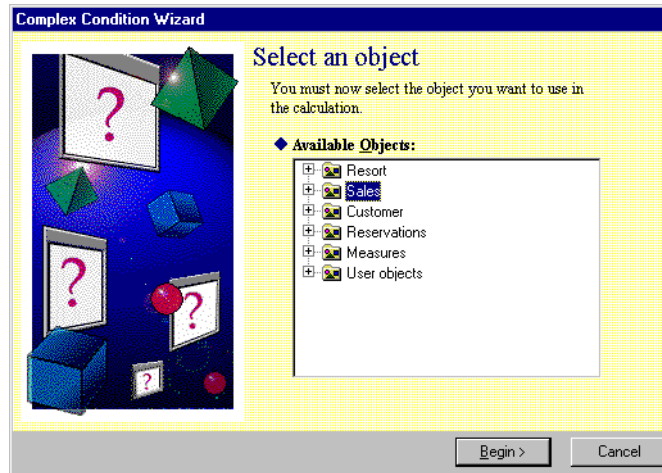 Complex Condition Wizard
Select an object
You must now select the object you want to use in
the calculation.
Available Objects:
Resort
Sales
Customer
Reservations
Measures
User objects
?
?
?
?
Begin >
Cancel